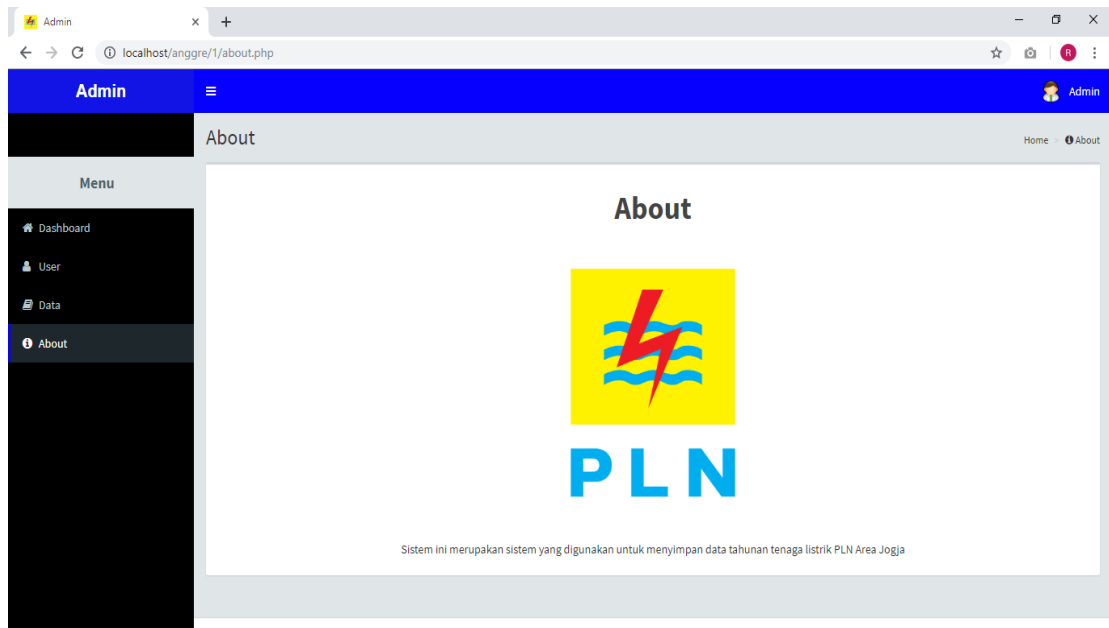 Admin
localhost/anggre/1/about.php
R
Admin
Admin
About
Home > About
Menu
Dashboard
User
Data
About
About
PLN
Sistem ini merupakan sistem yang digunakan untuk menyimpan data tahunan tenaga listrik PLN Area Jogja